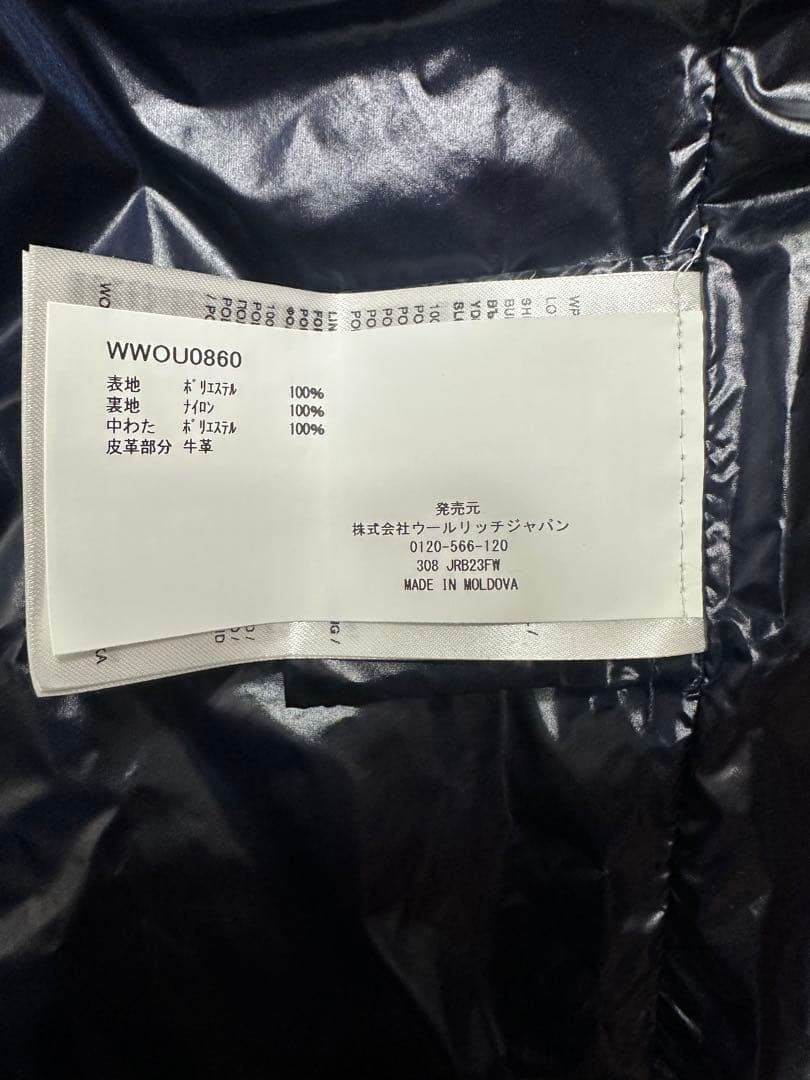 WWOU0860
表地 ﾎﾟﾘｴｽﾃﾙ 100%
裏地 ﾅｲﾛﾝ 100%
中わた ﾎﾟﾘｴｽﾃﾙ 100%
皮革部分 牛革
発売元
株式会社ウールリッチジャパン
0120-566-120
308 JRB23FW
MADE IN MOLDOVA